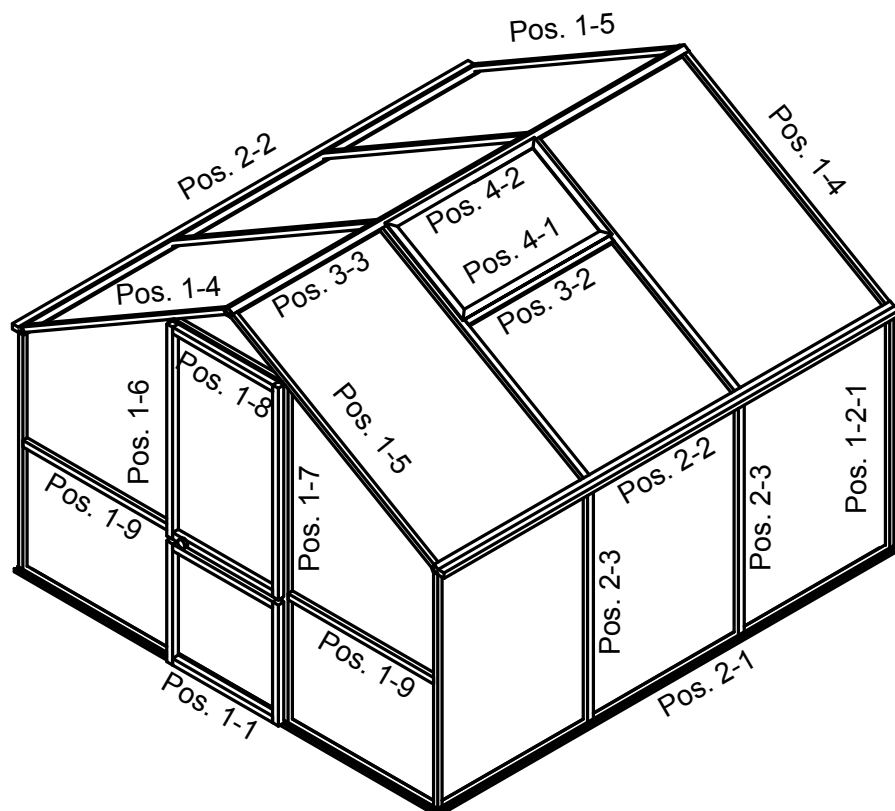 Pos. 1-5
Pos. 2-2
Pos. 1-4
Pos. 4-2
Pos. 4-1
Pos. 3-3
Pos. 1-4
Pos. 3-2
Pos. 1-8
Pos. 1-6
Pos. 1-5
Pos. 2-2
Pos. 1-2-1
Pos. 1-7
Pos. 2-3
Pos. 1-9
Pos. 2-3
Pos. 1-9
Pos. 2-1
Pos. 1-1